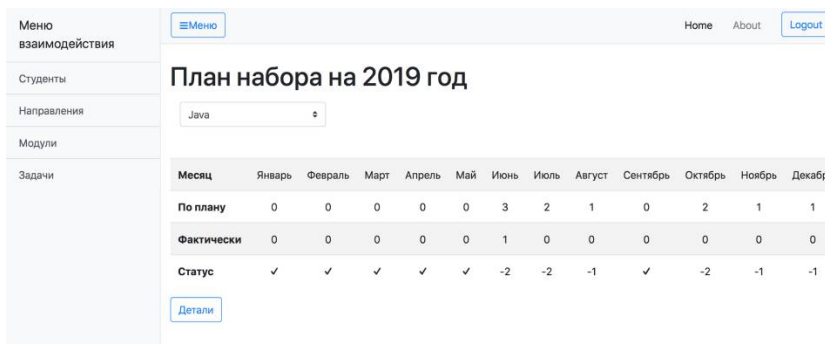 Меню взаимодействия
≡Меню
Home About Logout
Студенты
Направления
Модули
Задачи
План набора на 2019 год
Java
Месяц Январь Февраль Март Апрель Май Июнь Июль Август Сентябрь Октябрь Ноябрь Декабр
По плану 0 0 0 0 0 3 2 1 0 2 1 1
Фактически 0 0 0 0 0 1 0 0 0 0 0 0
Статус ✓ ✓ ✓ ✓ ✓ -2 -2 -1 ✓ -2 -1 -1
Детали